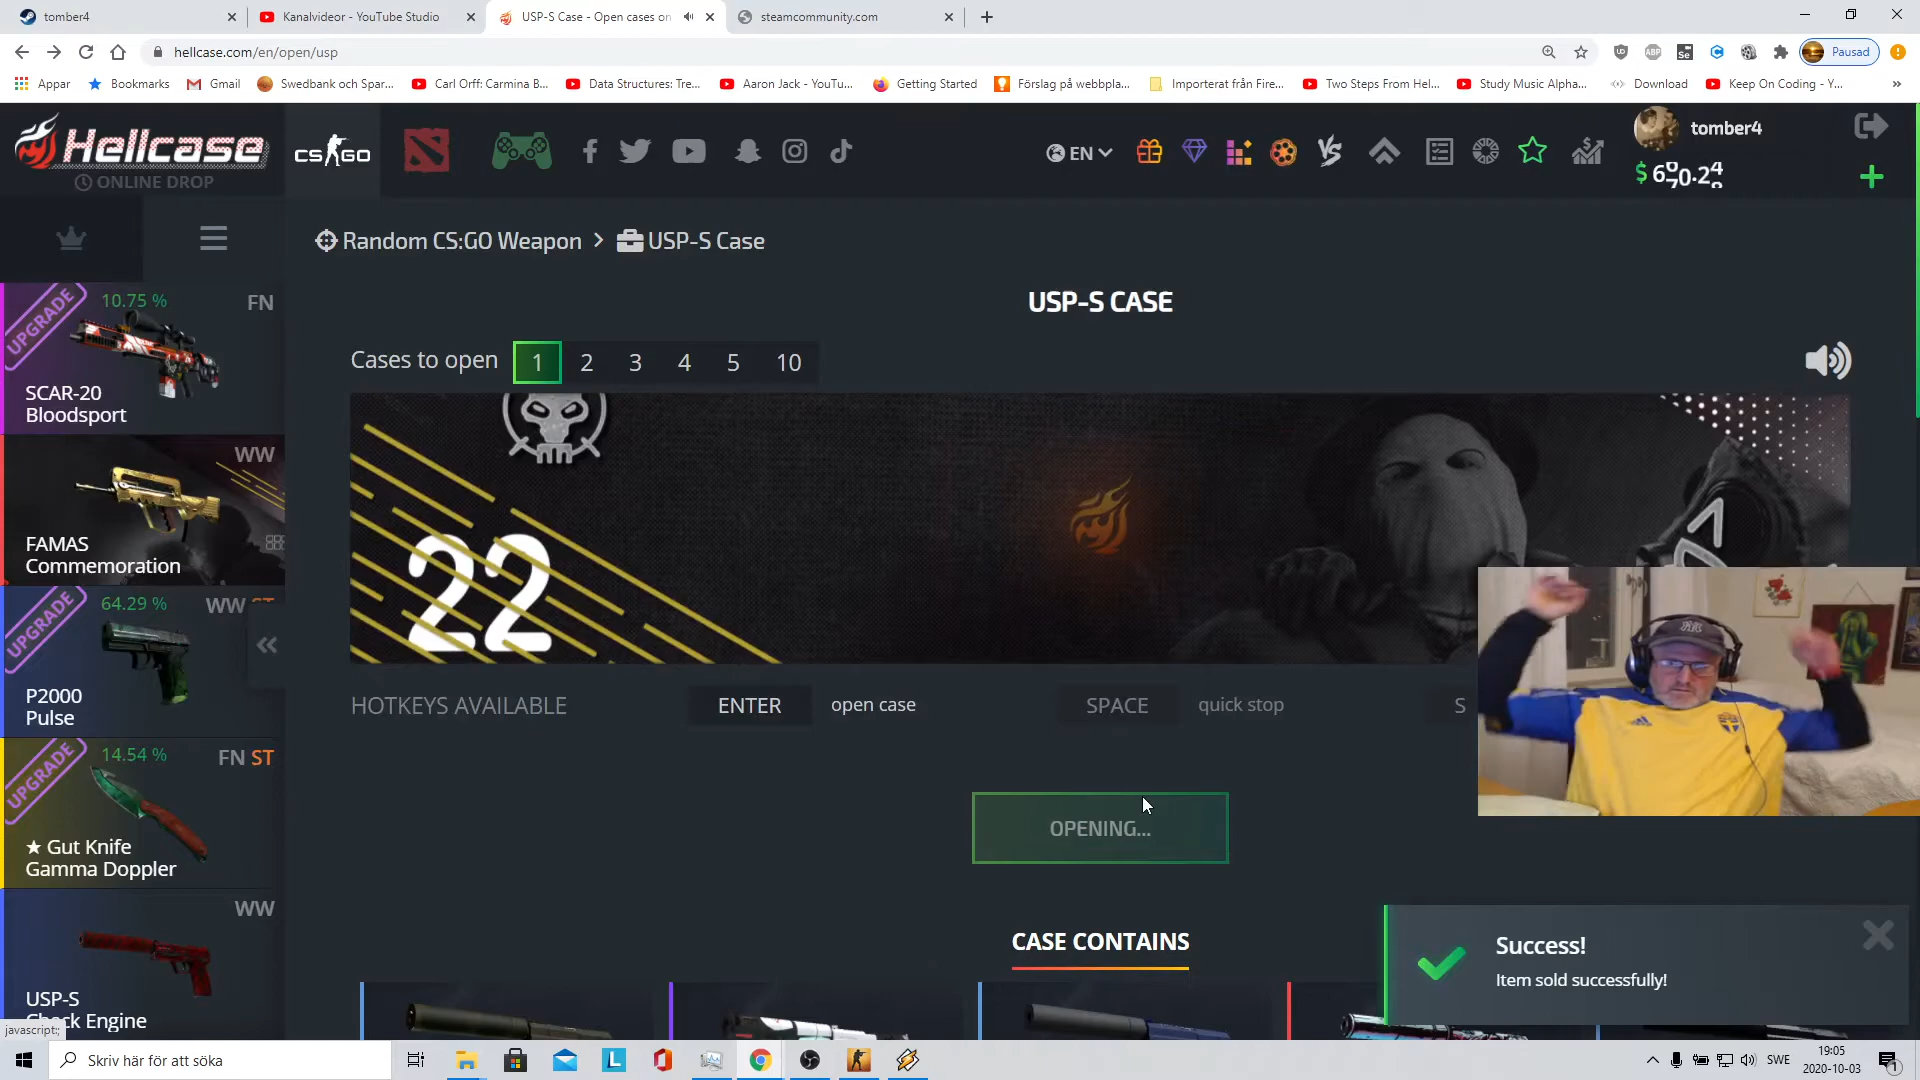 tomber4
Kanalvideor - YouTube Studio
USP-S Case - Open cases on
steamcommunity.com
hellcase.com/en/open/usp
Pausad
Appar
Bookmarks
Gmail
Swedbank och Spar...
Carl Orff: Carmina B...
Data Structures: Tre...
Aaron Jack - YouTu...
Getting Started
Förslag på webbpla...
Importerat från Fire...
Two Steps From Hel...
Study Music Alpha...
Download
Keep On Coding - Y...
Hellcase
ONLINE DROP
CS GO
EN
tomber4
Random CS:GO Weapon > USP-S Case
USP-S CASE
Cases to open 1 2 3 4 5 10
22
HOTKEYS AVAILABLE
ENTER open case
SPACE quick stop
S
OPENING...
CASE CONTAINS
Success!
Item sold successfully!
UPGRADE
10.75 %
FN
SCAR-20
Bloodsport
WW
FAMAS
Commemoration
UPGRADE
64.29 %
WW ST
P2000
Pulse
UPGRADE
14.54 %
FN ST
★ Gut Knife
Gamma Doppler
WW
USP-S
Check Engine
javascript:;
Skriv här för att söka
SWE
19:05
2020-10-03